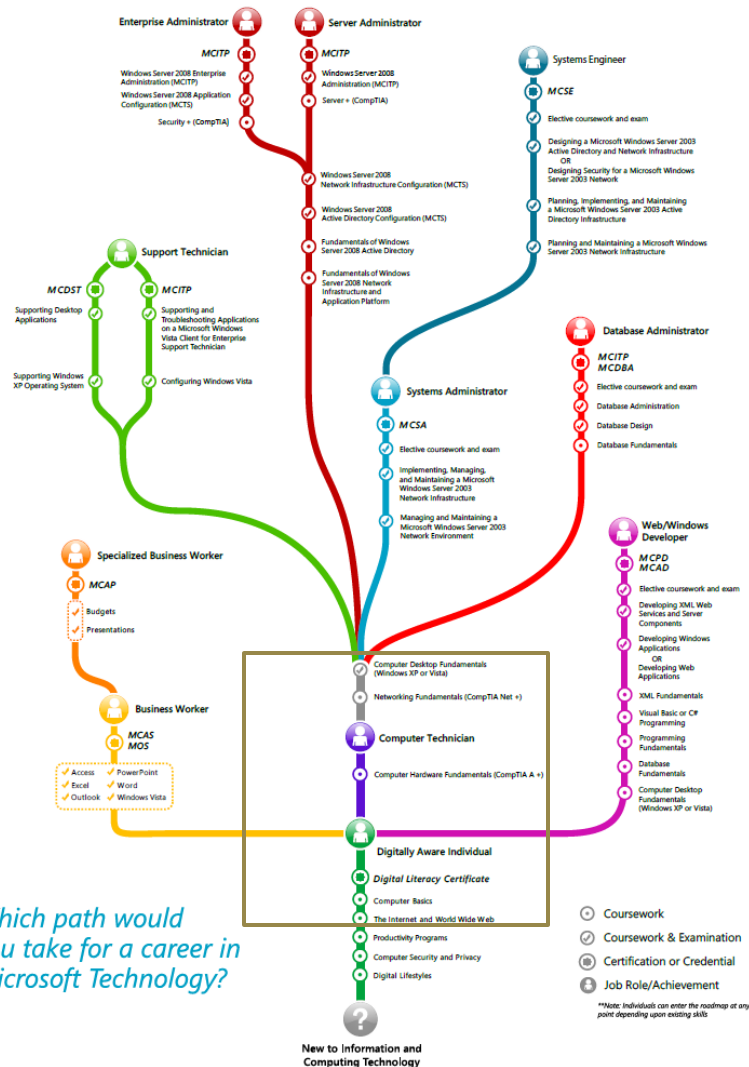 Enterprise Administrator
MCITP
Windows Server 2008 Enterprise
Administration (MCITP)
Windows Server 2008 Application
Configuration (MCTS)
Security + (CompTIA)
Server Administrator
MCITP
Windows Server 2008
Administration (MCITP)
Server + (CompTIA)
Windows Server 2008
Network Infrastructure Configuration (MCTS)
Windows Server 2008
Active Directory Configuration (MCTS)
Fundamentals of Windows
Server 2008 Active Directory
Fundamentals of Windows
Server 2008 Network
Infrastructure and
Application Platform
Systems Engineer
MCSE
Elective coursework and exam
Designing a Microsoft Windows Server 2003
Active Directory and Network Infrastructure
OR
Designing Security for a Microsoft Windows
Server 2003 Network
Planning, Implementing, and Maintaining
a Microsoft Windows Server 2003 Active
Directory Infrastructure
Planning and Maintaining a Microsoft Windows
Server 2003 Network Infrastructure
Support Technician
MCDST
Supporting Desktop
Applications
Supporting Windows
XP Operating System
MCITP
Supporting and
Troubleshooting Applications
on a Microsoft Windows
Vista Client for Enterprise
Support Technician
Configuring Windows Vista
Database Administrator
MCITP
MCDBA
Elective coursework and exam
Database Administration
Database Design
Database Fundamentals
Systems Administrator
MCSA
Elective coursework and exam
Implementing, Managing,
and Maintaining a Microsoft
Windows Server 2003
Network Infrastructure
Managing and Maintaining a
Microsoft Windows Server 2003
Network Environment
Web/Windows
Developer
MCPD
MCAD
Elective coursework and exam
Developing XML Web
Services and Server
Components
Developing Windows
Applications
OR
Developing Web
Applications
XML Fundamentals
Visual Basic or C#
Programming
Programming
Fundamentals
Database
Fundamentals
Computer Desktop
Fundamentals
(Windows XP or Vista)
Specialized Business Worker
MCAP
Budgets
Presentations
Business Worker
MCAS
MOS
Access PowerPoint
Excel Word
Outlook Windows Vista
Computer Desktop Fundamentals
(Windows XP or Vista)
Networking Fundamentals (CompTIA Net +)
Computer Technician
Computer Hardware Fundamentals (CompTIA A +)
Digitally Aware Individual
Digital Literacy Certificate
Computer Basics
The Internet and World Wide Web
Productivity Programs
Computer Security and Privacy
Digital Lifestyles
?
New to Information and
Computing Technology
hich path would
u take for a career in
icrosoft Technology?
Coursework
Coursework & Examination
Certification or Credential
Job Role/Achievement
**Note: Individuals can enter the roadmap at any
point depending upon existing skills